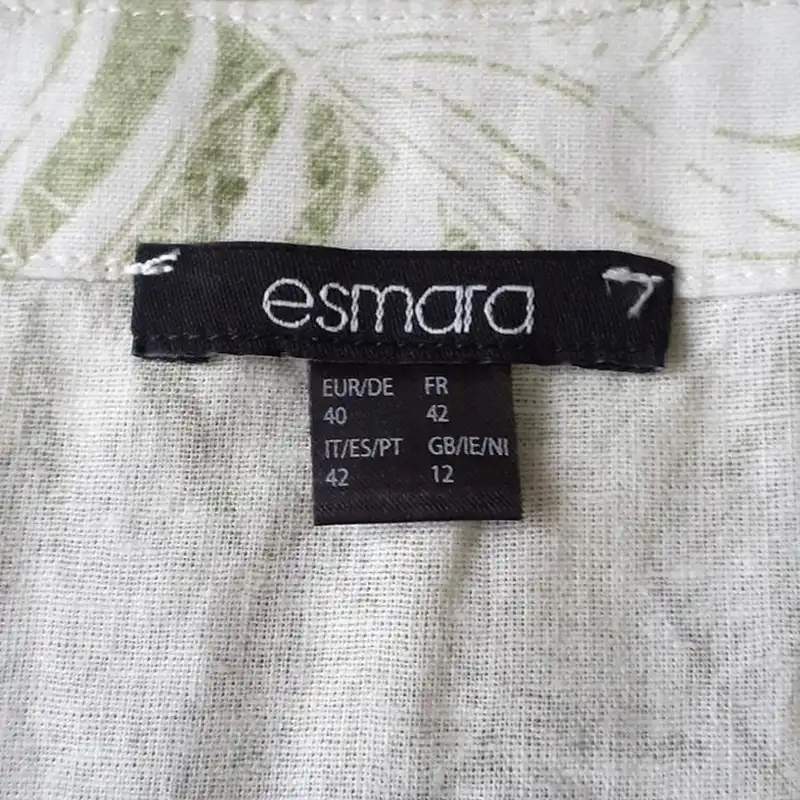 esmara
EUR/DE FR
40 42
IT/ES/PT GB/IE/NI
42 12